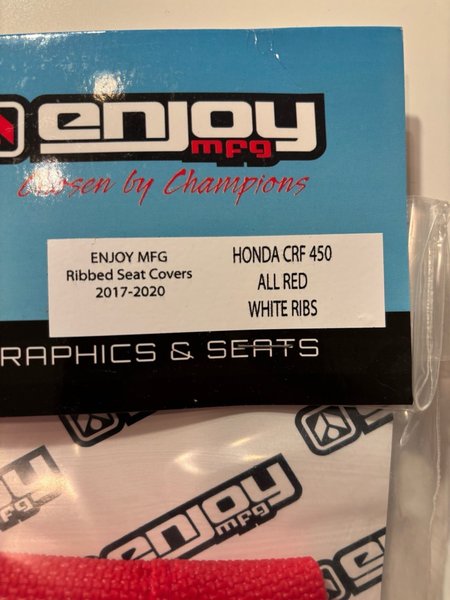 enjoy
mfg
Chosen by Champions
ENJOY MFG
Ribbed Seat Covers
2017-2020
HONDA CRF 450
ALL RED
WHITE RIBS
RAPHICS & SEATS
enjoy
mfg
enjoy
mfg